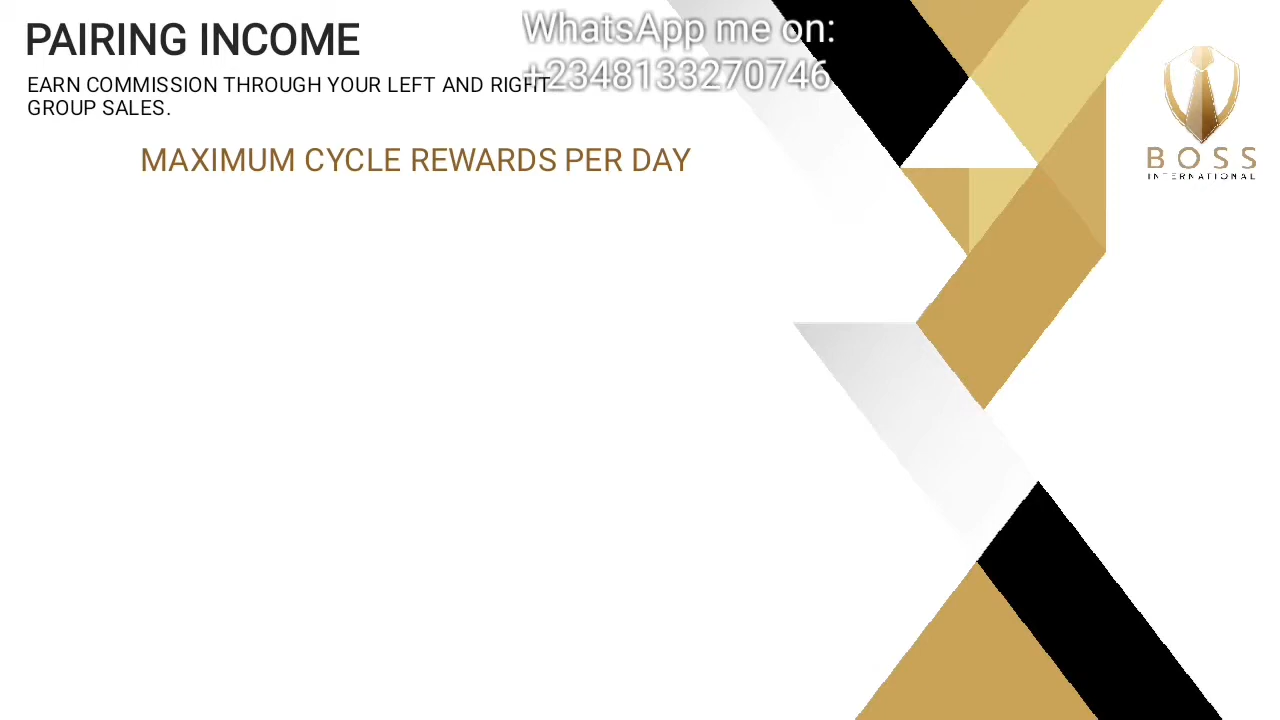 PAIRING INCOME
WhatsApp me on:
+2348133270746
EARN COMMISSION THROUGH YOUR LEFT AND RIGHT
GROUP SALES.
MAXIMUM CYCLE REWARDS PER DAY
BOSS
INTERNATIONAL